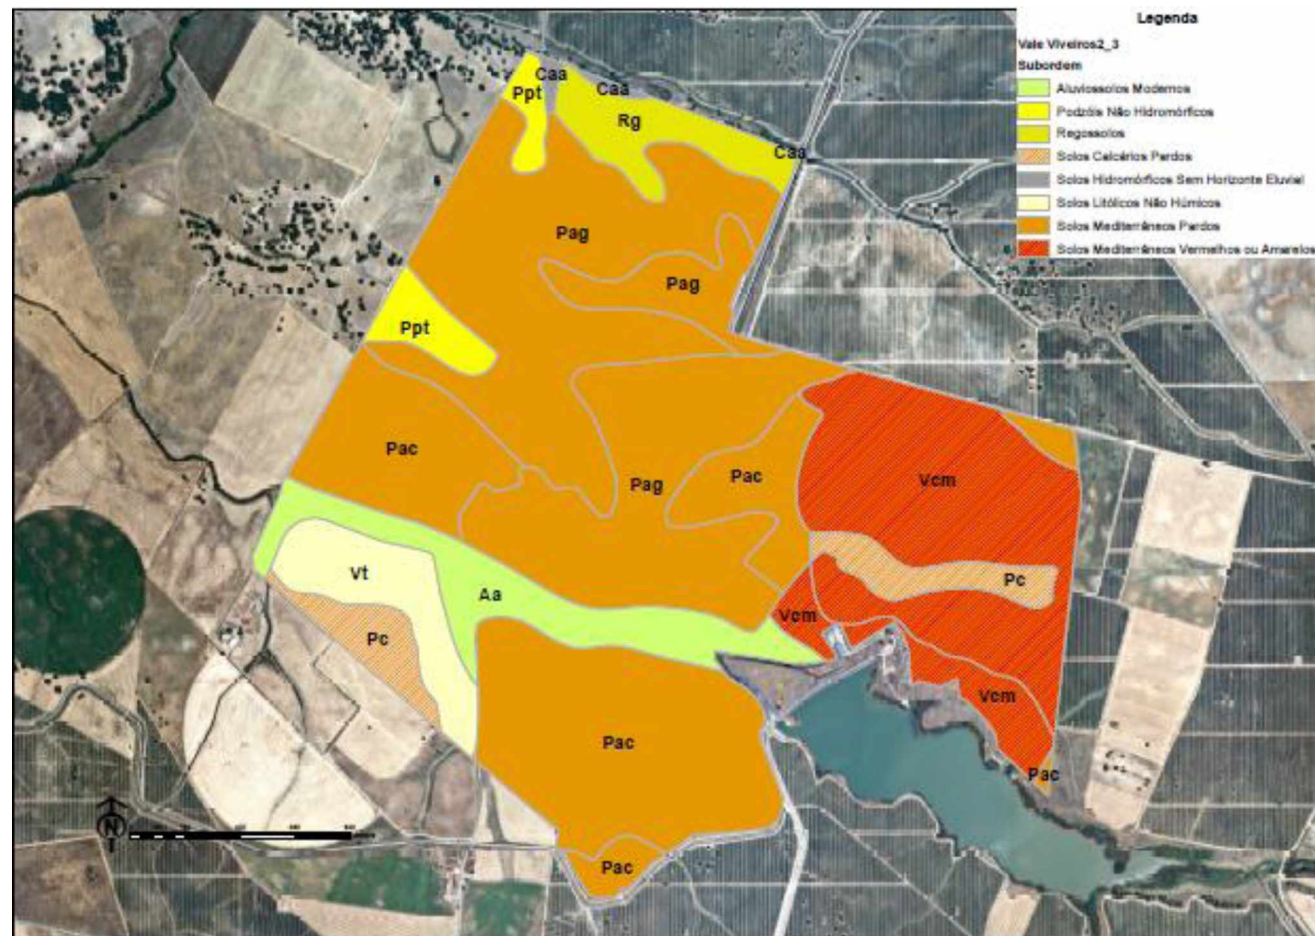 Legenda
Vale Viveiros2_3
Subordem
Aluviossolos Modernos
Podzóis Não Hidromórficos
Regossolos
Solos Calcários Pardos
Solos Hidromórficos Sem Horizonte Eluvial
Solos Litólicos Não Húmicos
Solos Mediterrâneos Pardos
Solos Mediterrâneos Vermelhos ou Amarelos
Caa
Ppt
Caa
Rg
Caa
Pag
Pag
Ppt
Pac
Pac
Pag
Vcm
Vt
Aa
Pc
Pc
Vcm
Vcm
Pac
Pac
Pac
N